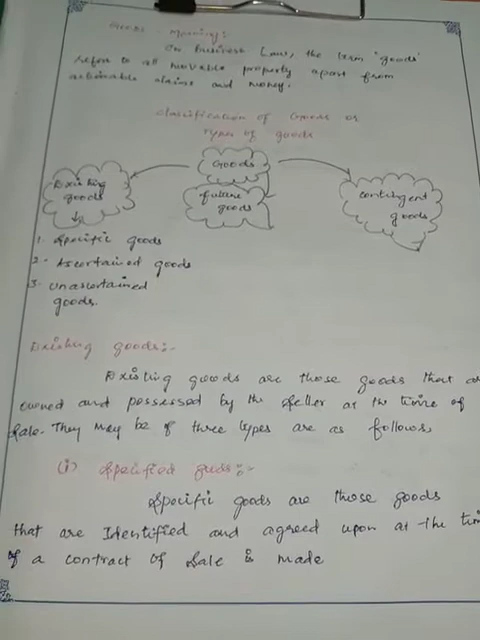 Goods - Meaning:
In Business Law, the term 'goods'
refers to all movable property apart from
actionable claims and money.
Classification of Goods or
Types of goods
Goods
Existing
goods
future
goods
contingent
goods
1. Specific goods
2. Ascertained goods
3. Unascertained
goods.
Existing goods:-
Existing goods are those goods that are
owned and possessed by the seller at the time of
sale. They may be of three types are as follows.
(i) Specified goods:-
Specific goods are those goods
that are Identified and agreed upon at the time
of a contract of sale is made